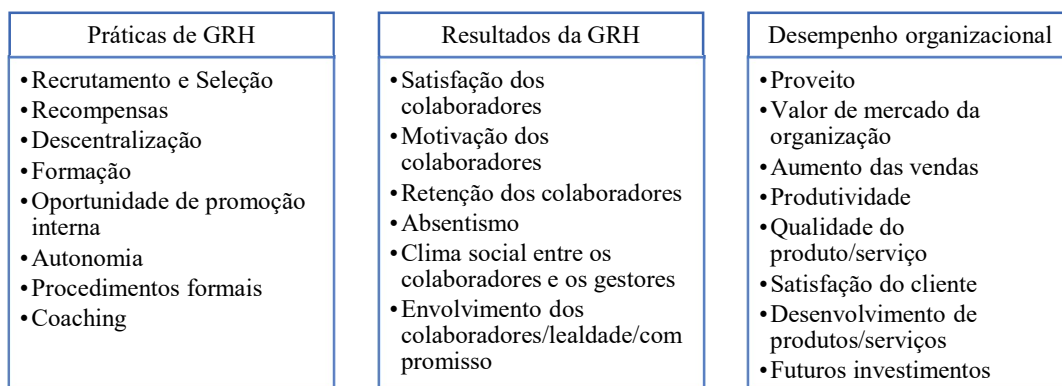 Práticas de GRH
•Recrutamento e Seleção
•Recompensas
•Descentralização
•Formação
•Oportunidade de promoção
interna
•Autonomia
•Procedimentos formais
•Coaching
Resultados da GRH
•Satisfação dos
colaboradores
•Motivação dos
colaboradores
•Retenção dos colaboradores
•Absentismo
•Clima social entre os
colaboradores e os gestores
•Envolvimento dos
colaboradores/lealdade/com
promisso
Desempenho organizacional
•Proveito
•Valor de mercado da
organização
•Aumento das vendas
•Produtividade
•Qualidade do
produto/serviço
•Satisfação do cliente
•Desenvolvimento de
produtos/serviços
•Futuros investimentos